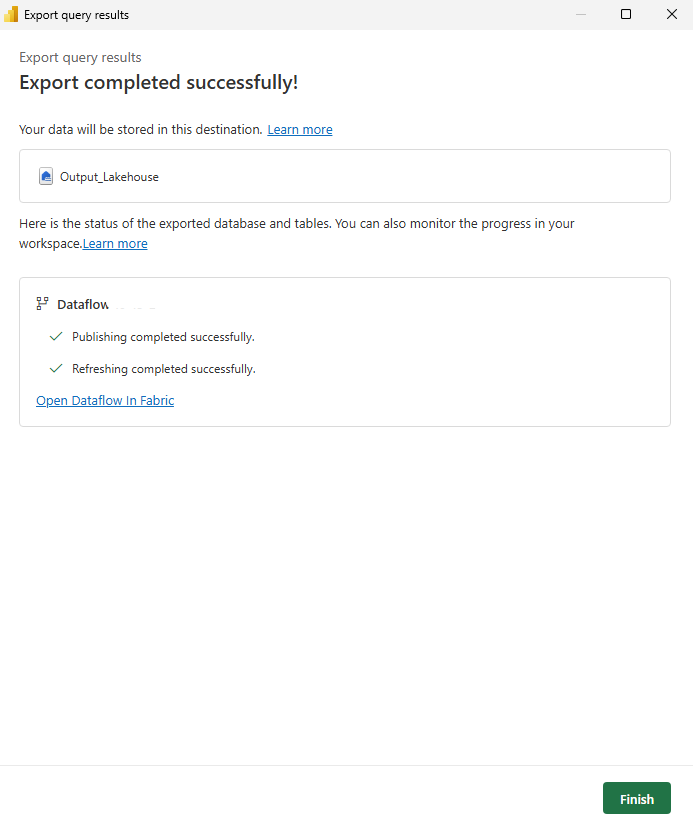 Export query results
Export query results
Export completed successfully!
Your data will be stored in this destination. Learn more
Output_Lakehouse
Here is the status of the exported database and tables. You can also monitor the progress in your
workspace.Learn more
Dataflow
Publishing completed successfully.
Refreshing completed successfully.
Open Dataflow In Fabric
Finish